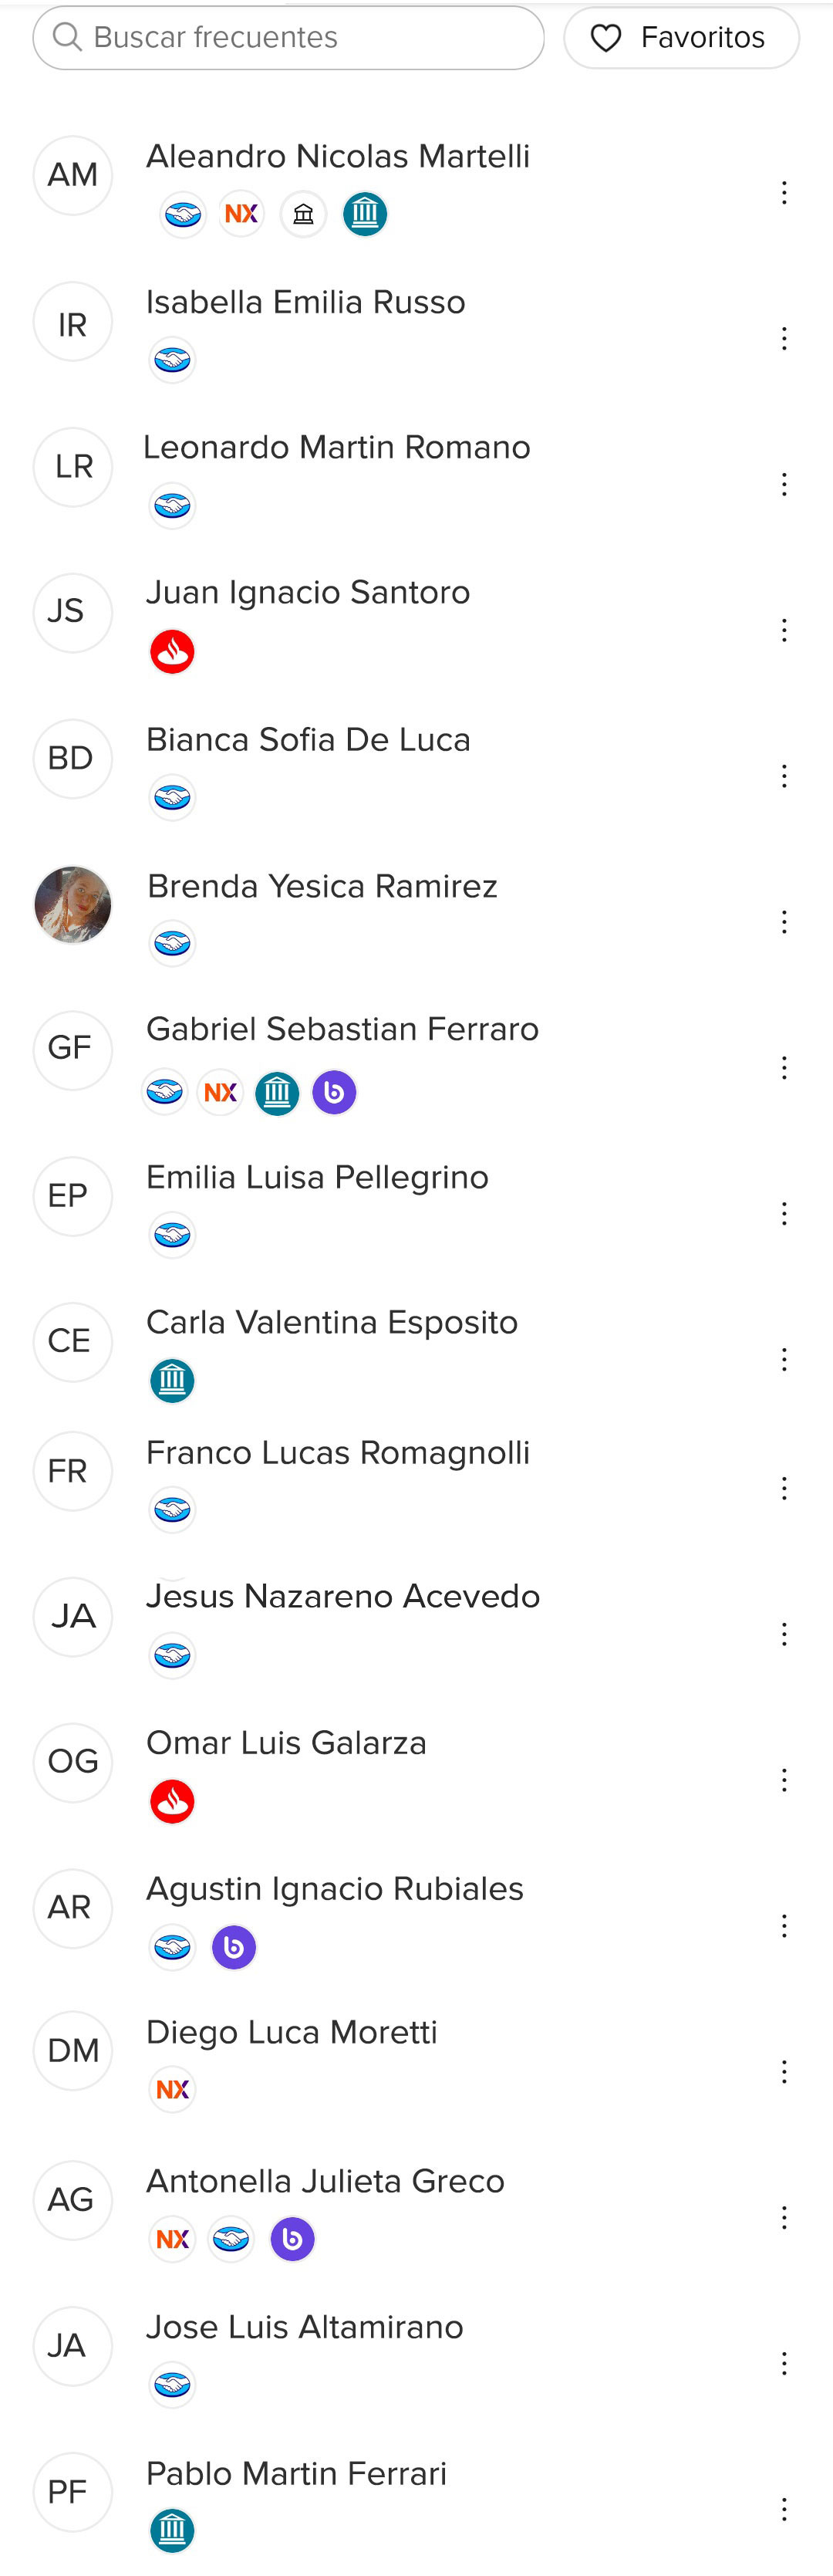 Buscar frecuentes
Favoritos
AM
Aleandro Nicolas Martelli
NX
IR
Isabella Emilia Russo
LR
Leonardo Martin Romano
JS
Juan Ignacio Santoro
BD
Bianca Sofia De Luca
Brenda Yesica Ramirez
GF
Gabriel Sebastian Ferraro
NX b
EP
Emilia Luisa Pellegrino
CE
Carla Valentina Esposito
FR
Franco Lucas Romagnolli
JA
Jesus Nazareno Acevedo
OG
Omar Luis Galarza
AR
Agustin Ignacio Rubiales
b
DM
Diego Luca Moretti
NX
AG
Antonella Julieta Greco
NX b
JA
Jose Luis Altamirano
PF
Pablo Martin Ferrari